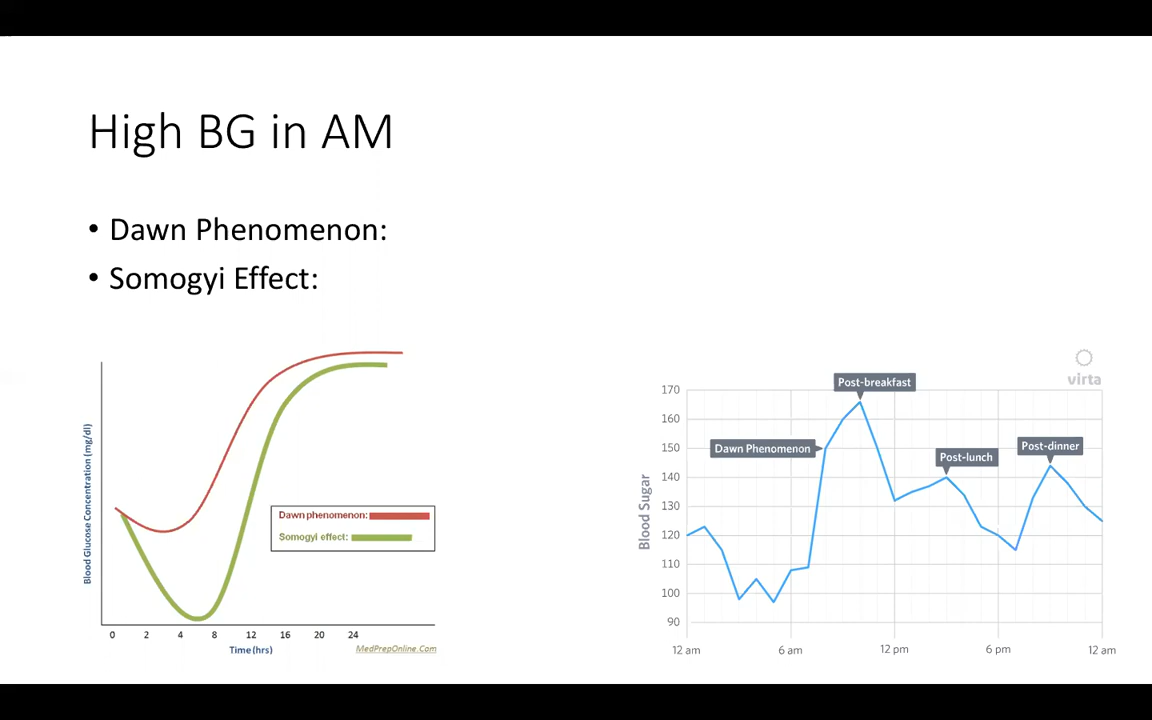 High BG in AM
• Dawn Phenomenon:
• Somogyi Effect:
Blood Glucose Concentration (mg/dl)
Dawn phenomenon:
Somogyi effect:
0 2 4 8 12 16 20 24
Time (hrs)
MedPrepOnline.Com
virta
Blood Sugar
170
160
150
140
130
120
110
100
90
Post-breakfast
Dawn Phenomenon
Post-lunch
Post-dinner
12 am 6 am 12 pm 6 pm 12 am